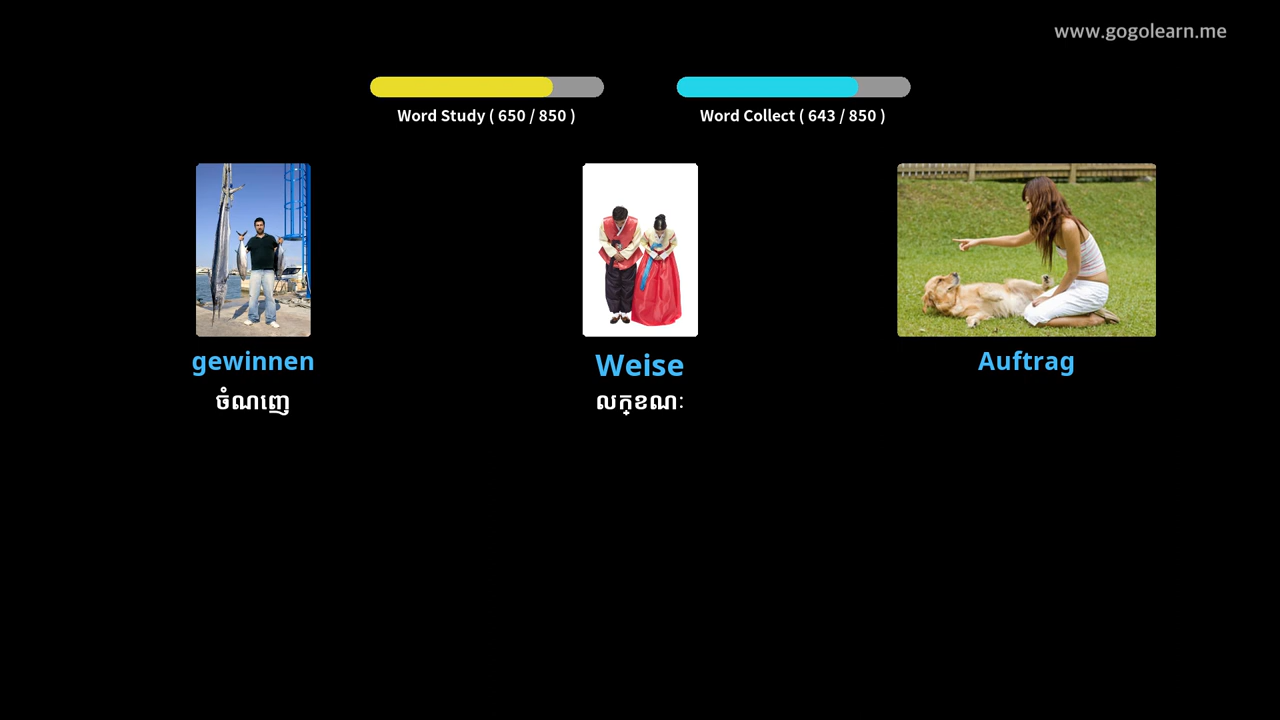 www.gogolearn.me
Word Study ( 650 / 850 )
Word Collect ( 643 / 850 )
gewinnen
Weise
Auftrag
ចំណញេ
លក្ខណៈ